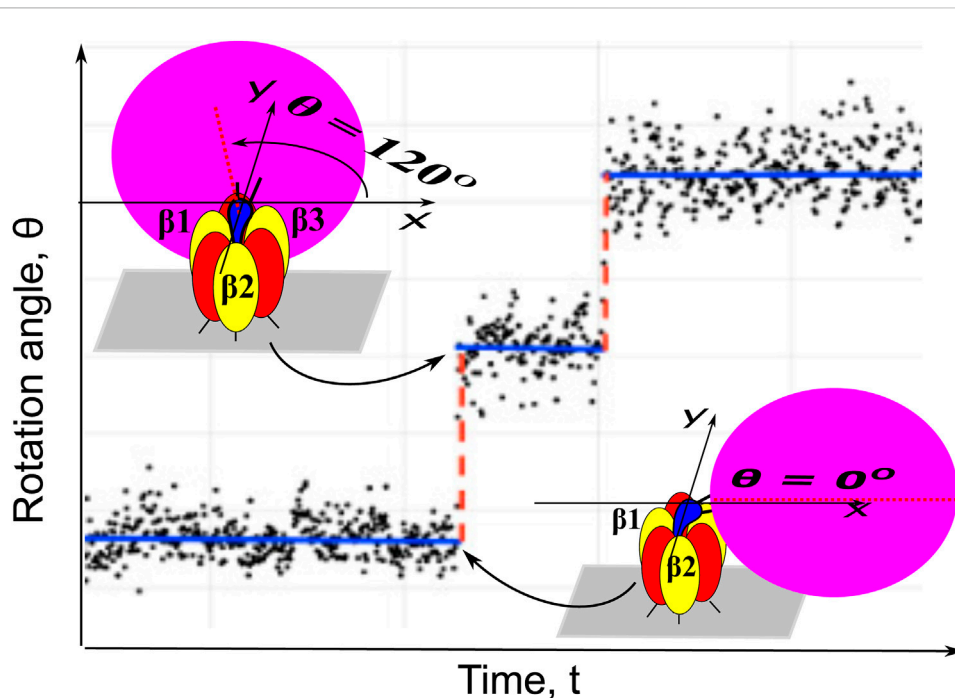 y
θ = 120°
x
β1
β3
β2
Rotation angle, θ
y
θ = 0°
x
β1
β2
Time, t